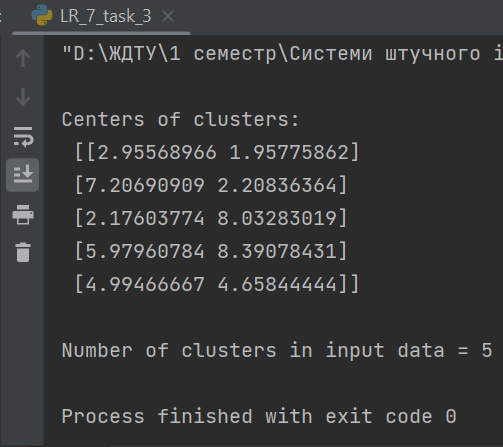 LR_7_task_3
"D:\ЖДТУ\1 семестр\Системи штучного і
Centers of clusters:
[[2.95568966 1.95775862]
[7.20690909 2.20836364]
[2.17603774 8.03283019]
[5.97960784 8.39078431]
[4.99466667 4.65844444]]
Number of clusters in input data = 5
Process finished with exit code 0